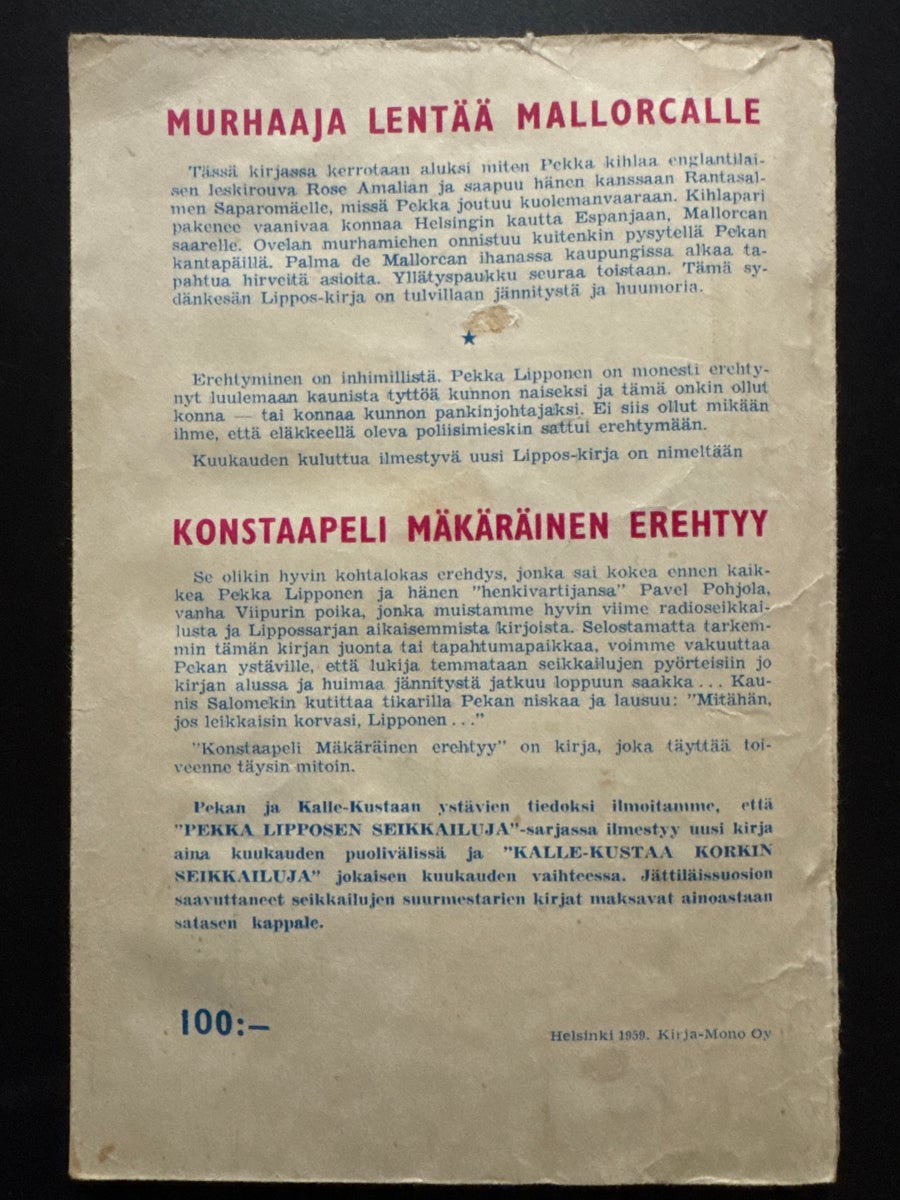 MURHAAJA LENTÄÄ MALLORCALLE
Tässä kirjassa kerrotaan aluksi miten Pekka kihlaa englantilai-
sen leskirouva Rose Amalian ja saapuu hänen kanssaan Rantasal-
men Saparomäelle, missä Pekka joutuu kuolemanvaaraan. Kihlapari
pakenee vaanivaa konnaa Helsingin kautta Espanjaan, Mallorcan
saarelle. Ovelan murhamiehen onnistuu kuitenkin pysytellä Pekan
kantapäillä. Palma de Mallorcan ihanassa kaupungissa alkaa ta-
pahtua hirveitä asioita. Yllätyspaukku seuraa toistaan. Tämä sy-
dänkesän Lippos-kirja on tulvillaan jännitystä ja huumoria.
★
Erehtyminen on inhimillistä. Pekka Lipponen on monesti erehty-
nyt luulemaan kaunista tyttöä kunnon naiseksi ja tämä onkin ollut
konna — tai konnaa kunnon pankinjohtajaksi. Ei siis ollut mikään
ihme, että eläkkeellä oleva poliisimieskin sattui erehtymään.
Kuukauden kuluttua ilmestyvä uusi Lippos-kirja on nimeltään
KONSTAAPELI MÄKÄRÄINEN EREHTYY
Se olikin hyvin kohtalokas erehdys, jonka sai kokea ennen kaik-
kea Pekka Lipponen ja hänen ”henkivartijansa” Pavel Pohjola,
vanha Viipurin poika, jonka muistamme hyvin viime radioseikkai-
lusta ja Lippossarjan aikaisemmista kirjoista. Selostamatta tarkem-
min tämän kirjan juonta tai tapahtumapaikkaa, voimme vakuuttaa
Pekan ystäville, että lukija temmataan seikkailujen pyörteisiin jo
kirjan alussa ja huimaa jännitystä jatkuu loppuun saakka... Kau-
nis Salomekin kutittaa tikarilla Pekan niskaa ja lausuu: ”Mitähän,
jos leikkaisin korvasi, Lipponen...”
”Konstaapeli Mäkäräinen erehtyy” on kirja, joka täyttää toi-
veenne täysin mitoin.
Pekan ja Kalle-Kustaan ystävien tiedoksi ilmoitamme, että
”PEKKA LIPPOSEN SEIKKAILUJA”-sarjassa ilmestyy uusi kirja
aina kuukauden puolivälissä ja ”KALLE-KUSTAA KORKIN
SEIKKAILUJA” jokaisen kuukauden vaihteessa. Jättiläissuosion
saavuttaneet seikkailujen suurmestarien kirjat maksavat ainoastaan
satasen kappale.
100:—
Helsinki 1959. Kirja-Mono Oy